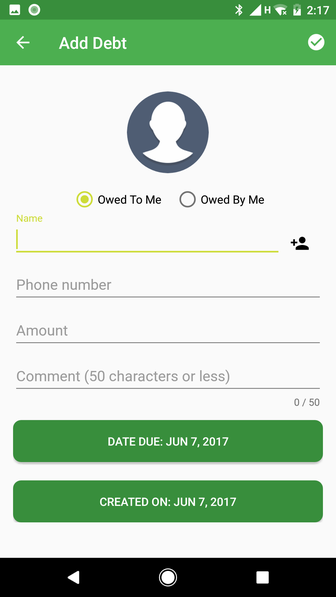 H 2:17
Add Debt
Owed To Me Owed By Me
Name
Phone number
Amount
Comment (50 characters or less)
0 / 50
DATE DUE: JUN 7, 2017
CREATED ON: JUN 7, 2017